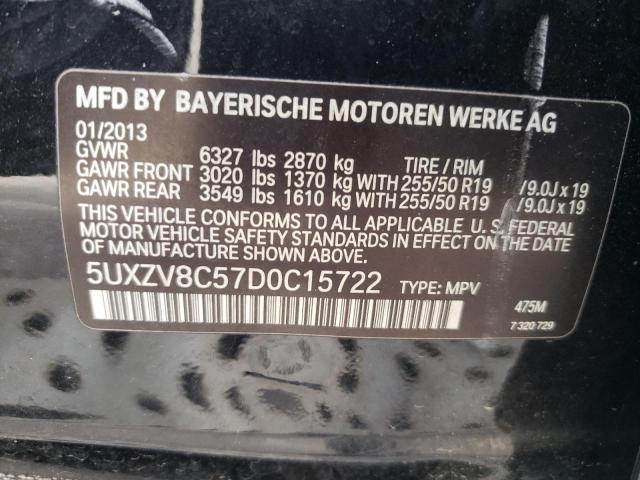 MFD BY BAYERISCHE MOTOREN WERKE AG
01/2013
GVWR 6327 lbs 2870 kg TIRE / RIM
GAWR FRONT 3020 lbs 1370 kg WITH 255/50 R19 /9.0J x 19
GAWR REAR 3549 lbs 1610 kg WITH 255/50 R19 /9.0J x 19
THIS VEHICLE CONFORMS TO ALL APPLICABLE U. S. FEDERAL
MOTOR VEHICLE SAFETY STANDARDS IN EFFECT ON THE DATE
OF MANUFACTURE SHOWN ABOVE.
5UXZV8C57D0C15722 TYPE: MPV
475M
7 320 729